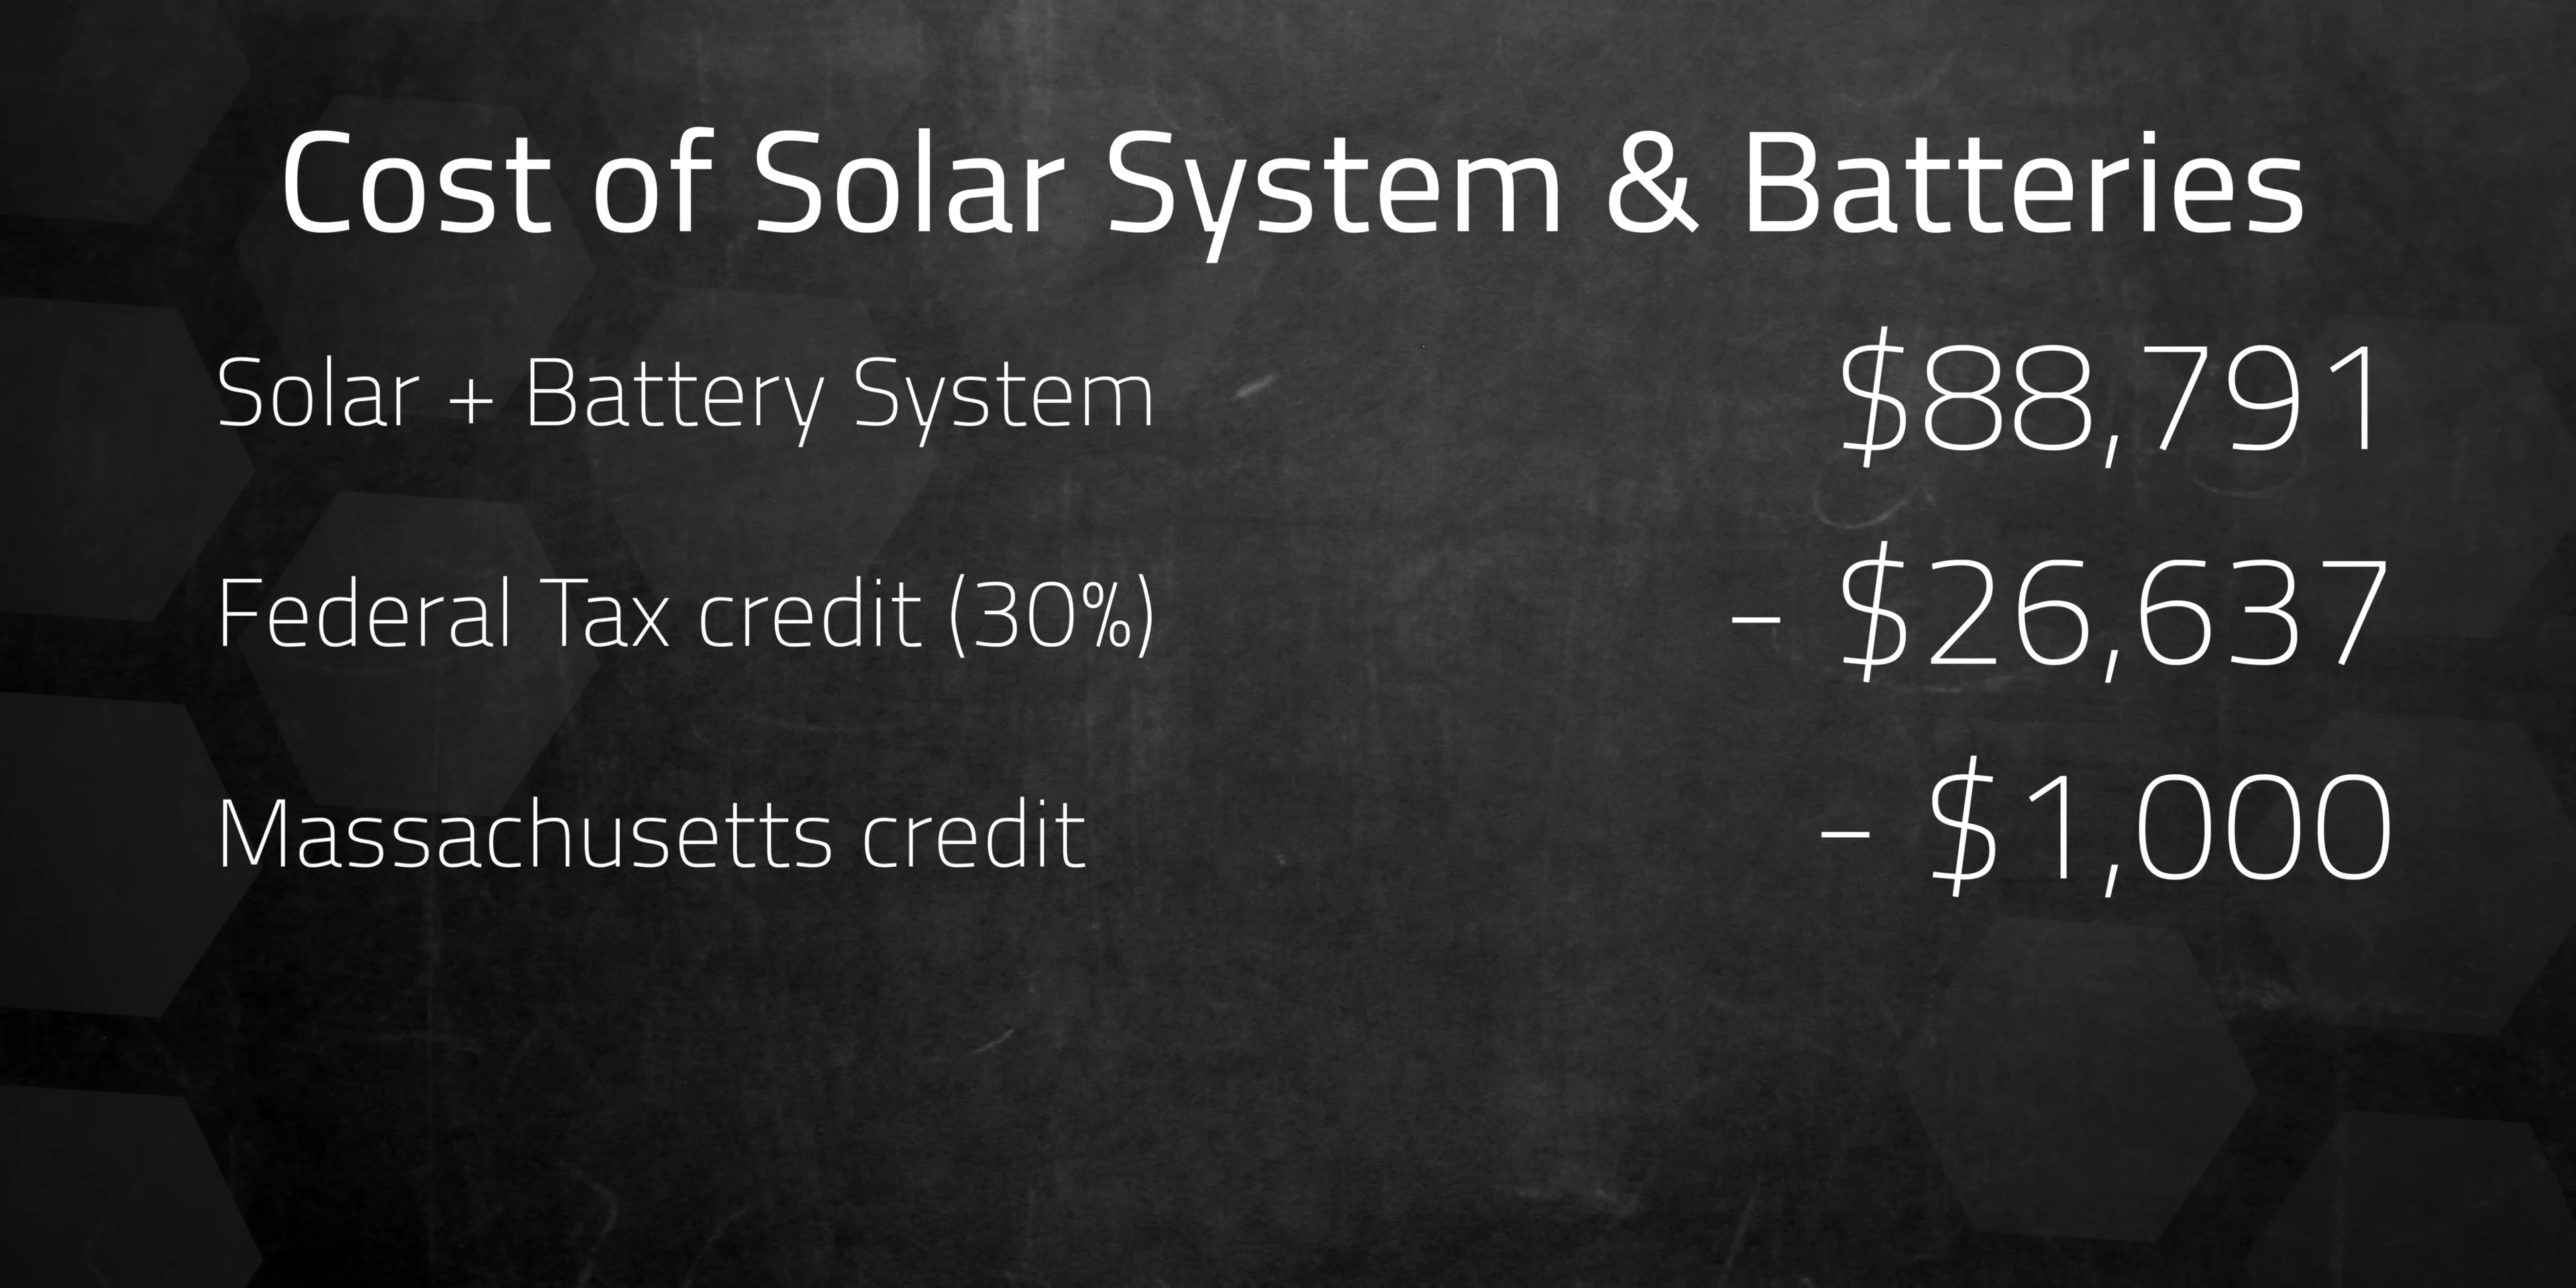 Cost of Solar System & Batteries
Solar + Battery System $88,791
Federal Tax credit (30%) - $26,637
Massachusetts credit - $1,000